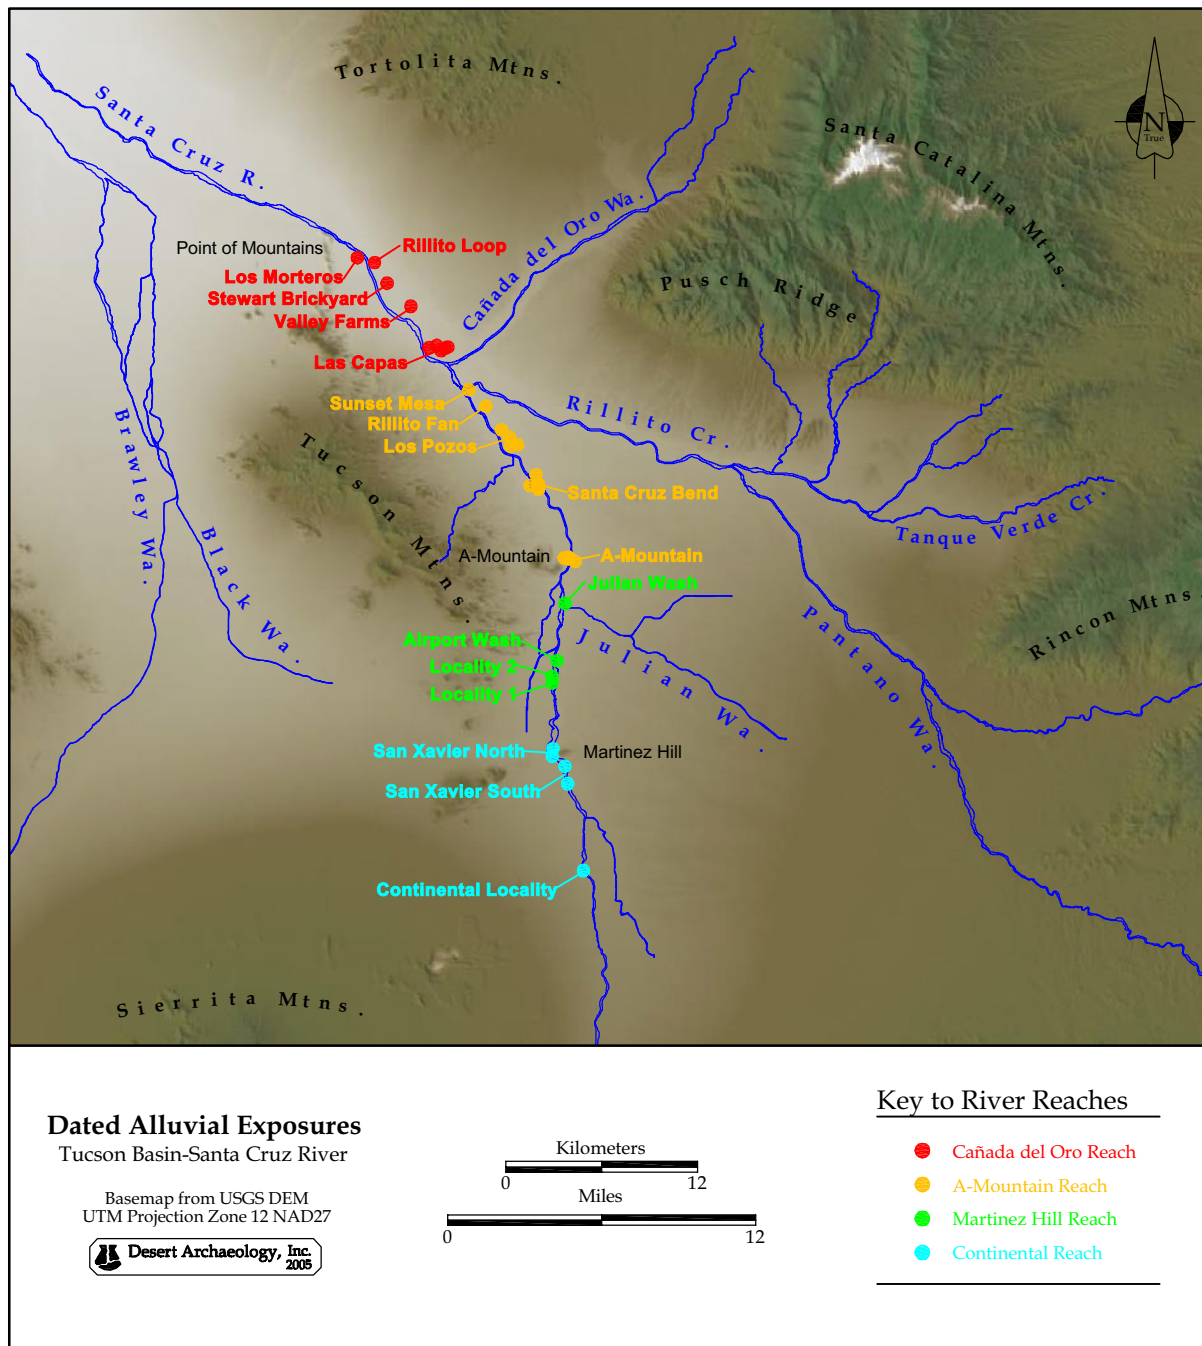 Tortolita Mtns.
Santa Cruz R.
Santa Catalina Mtns.
N
True
Cañada del Oro Wa.
Point of Mountains
Rillito Loop
Los Morteros
Stewart Brickyard
Valley Farms
Pusch Ridge
Las Capas
Sunset Mesa
Rillito Fan
Los Pozos
Rillito Cr.
Brawley Wa.
Tucson Mtns.
Santa Cruz Bend
Tanque Verde Cr.
Black Wa.
A-Mountain
A-Mountain
Julian Wash
Rincon Mtns.
Pantano Wa.
Airport Wash
Julian Wa.
Locality 2
Locality 1
San Xavier North
Martinez Hill
San Xavier South
Continental Locality
Sierrita Mtns.
Dated Alluvial Exposures
Tucson Basin-Santa Cruz River
Basemap from USGS DEM
UTM Projection Zone 12 NAD27
Desert Archaeology, Inc.
2005
Kilometers
0 12
Miles
0 12
Key to River Reaches
Cañada del Oro Reach
A-Mountain Reach
Martinez Hill Reach
Continental Reach